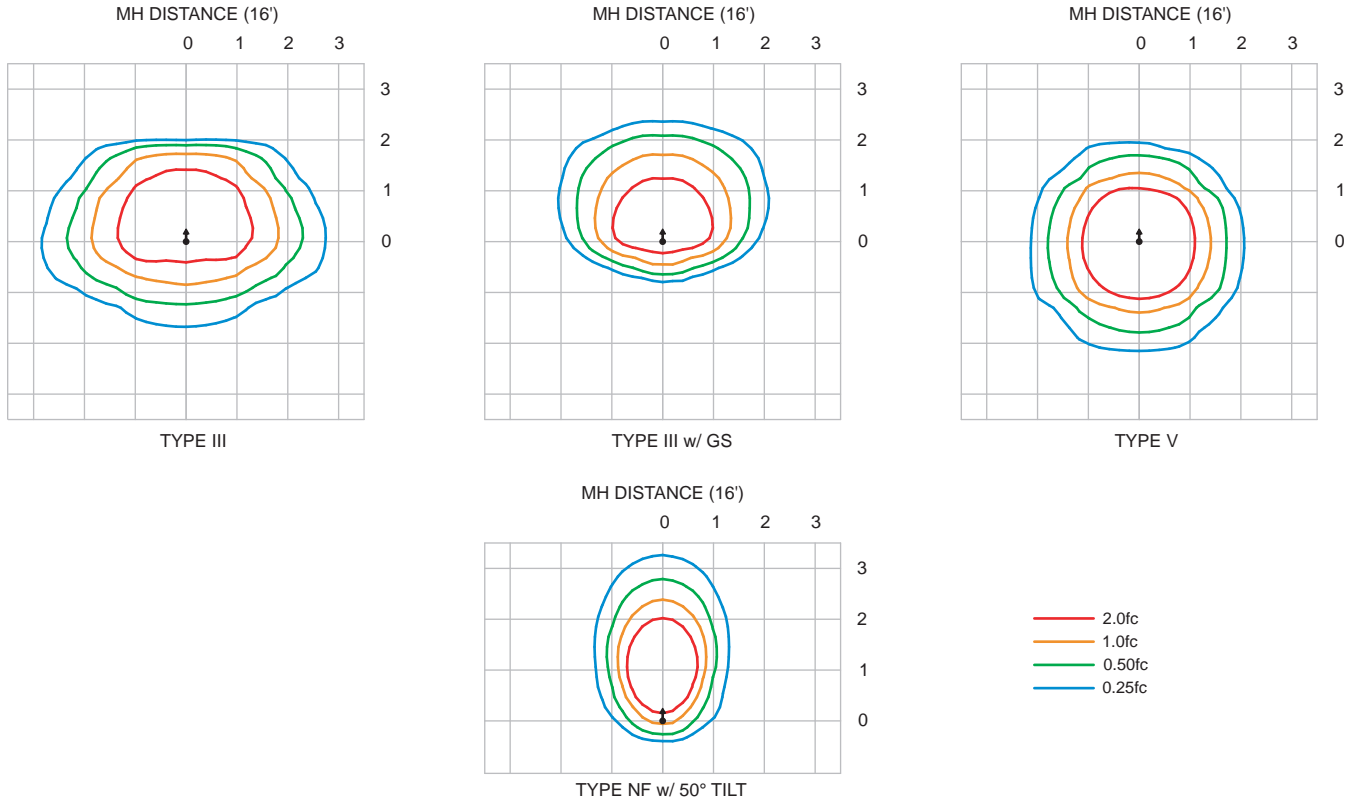 MH DISTANCE (16')
0 1 2 3
3
2
1
0
TYPE III
MH DISTANCE (16')
0 1 2 3
3
2
1
0
TYPE III w/ GS
MH DISTANCE (16')
0 1 2 3
3
2
1
0
TYPE V
MH DISTANCE (16')
0 1 2 3
3
2
1
0
TYPE NF w/ 50° TILT
2.0fc
1.0fc
0.50fc
0.25fc